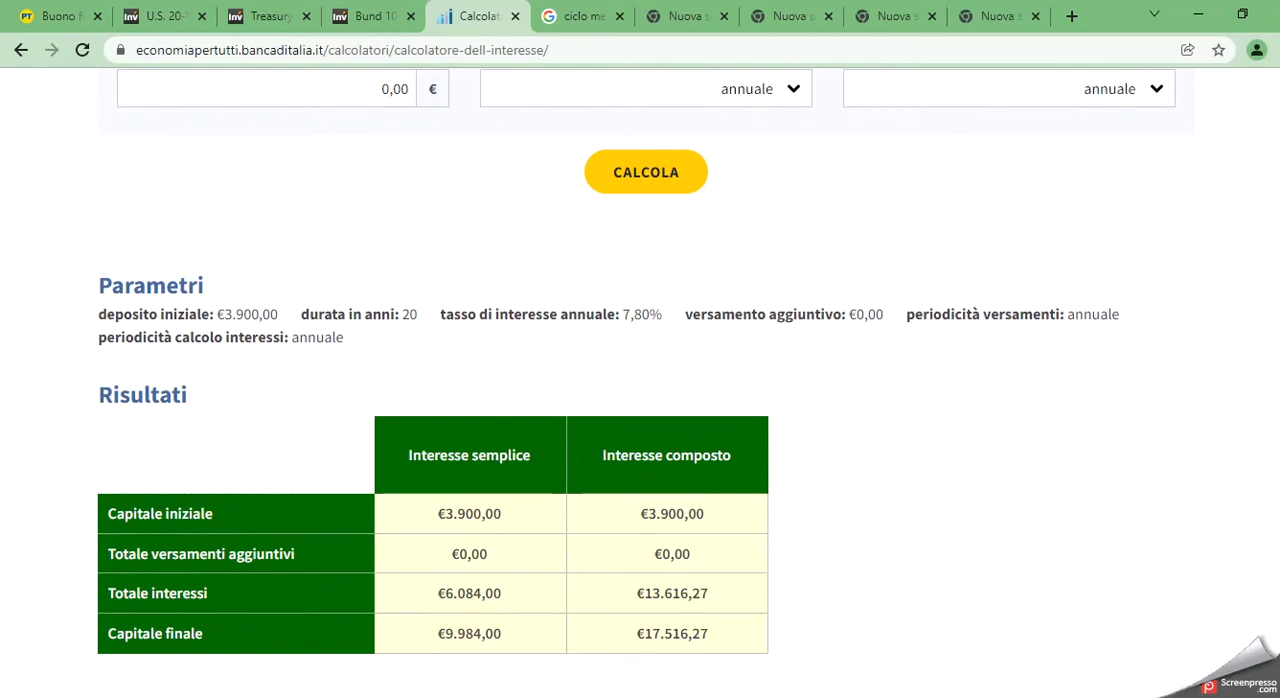 Buono f
U.S. 20-
Treasury
Bund 10
Calcolat
ciclo me
Nuova s
Nuova s
Nuova s
Nuova s
economiapertutti.bancaditalia.it/calcolatori/calcolatore-dell-interesse/
0,00 € annuale annuale
CALCOLA
Parametri
deposito iniziale: €3.900,00 durata in anni: 20 tasso di interesse annuale: 7,80% versamento aggiuntivo: €0,00 periodicità versamenti: annuale
periodicità calcolo interessi: annuale
Risultati
Interesse semplice Interesse composto
Capitale iniziale €3.900,00 €3.900,00
Totale versamenti aggiuntivi €0,00 €0,00
Totale interessi €6.084,00 €13.616,27
Capitale finale €9.984,00 €17.516,27
Screenpresso
.com